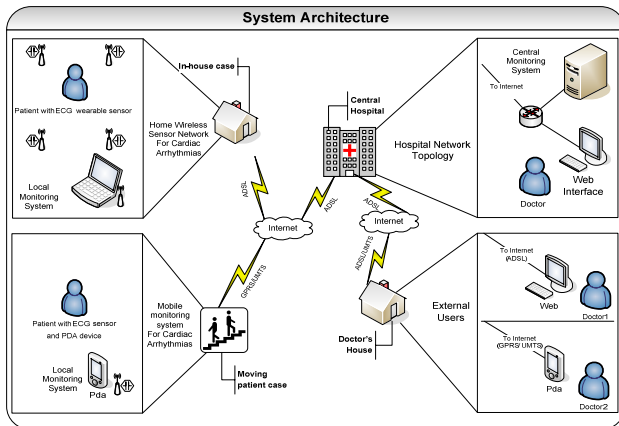 System Architecture
In-house case
Patient with ECG wearable sensor
Local
Monitoring
System
Home Wireless
Sensor Network
For Cardiac
Arrhythmias
Central
Hospital
Central
Monitoring
System
To Internet
Hospital Network
Topology
Doctor
Web
Interface
ADSL
ADSL
ADSL
Internet
Internet
GPRS/UMTS
ADSL/UMTS
Patient with ECG sensor
and PDA device
Local
Monitoring
System
Pda
Mobile
monitoring
system
For Cardiac
Arrhythmias
Moving
patient case
Doctor's
House
External
Users
To Internet
(ADSL)
Web
Doctor1
To Internet
(GPRS/ UMTS)
Pda
Doctor2